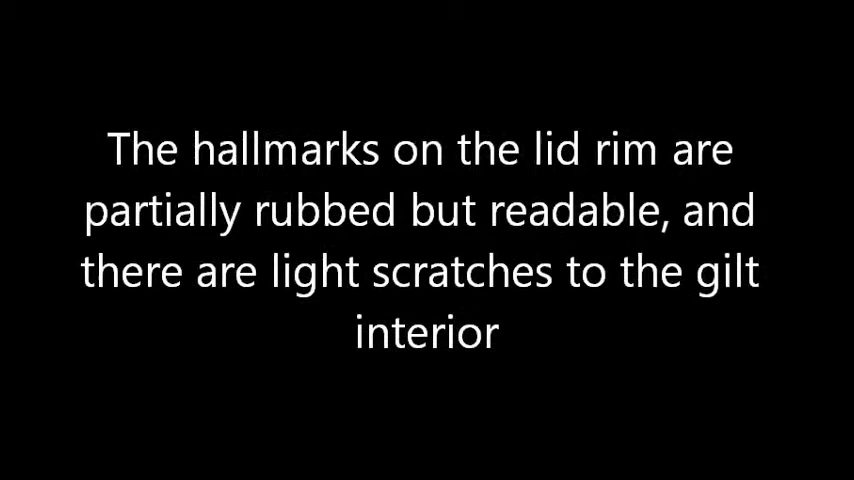 The hallmarks on the lid rim are
partially rubbed but readable, and
there are light scratches to the gilt
interior